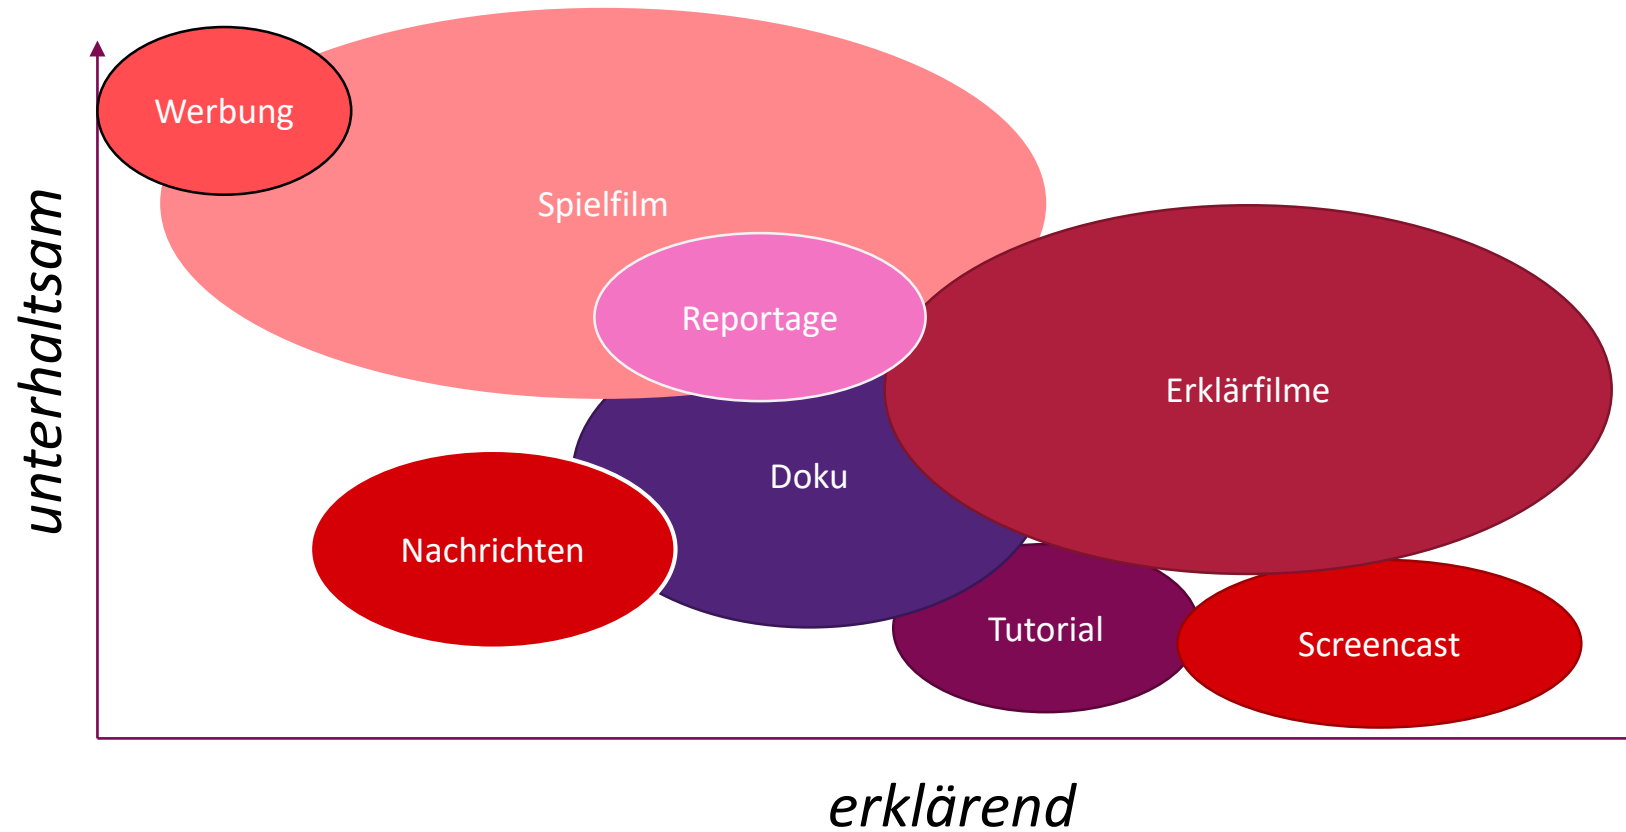 Werbung
Spielfilm
unterhaltsam
Reportage
Erklärfilme
Doku
Nachrichten
Tutorial
Screencast
erklärend